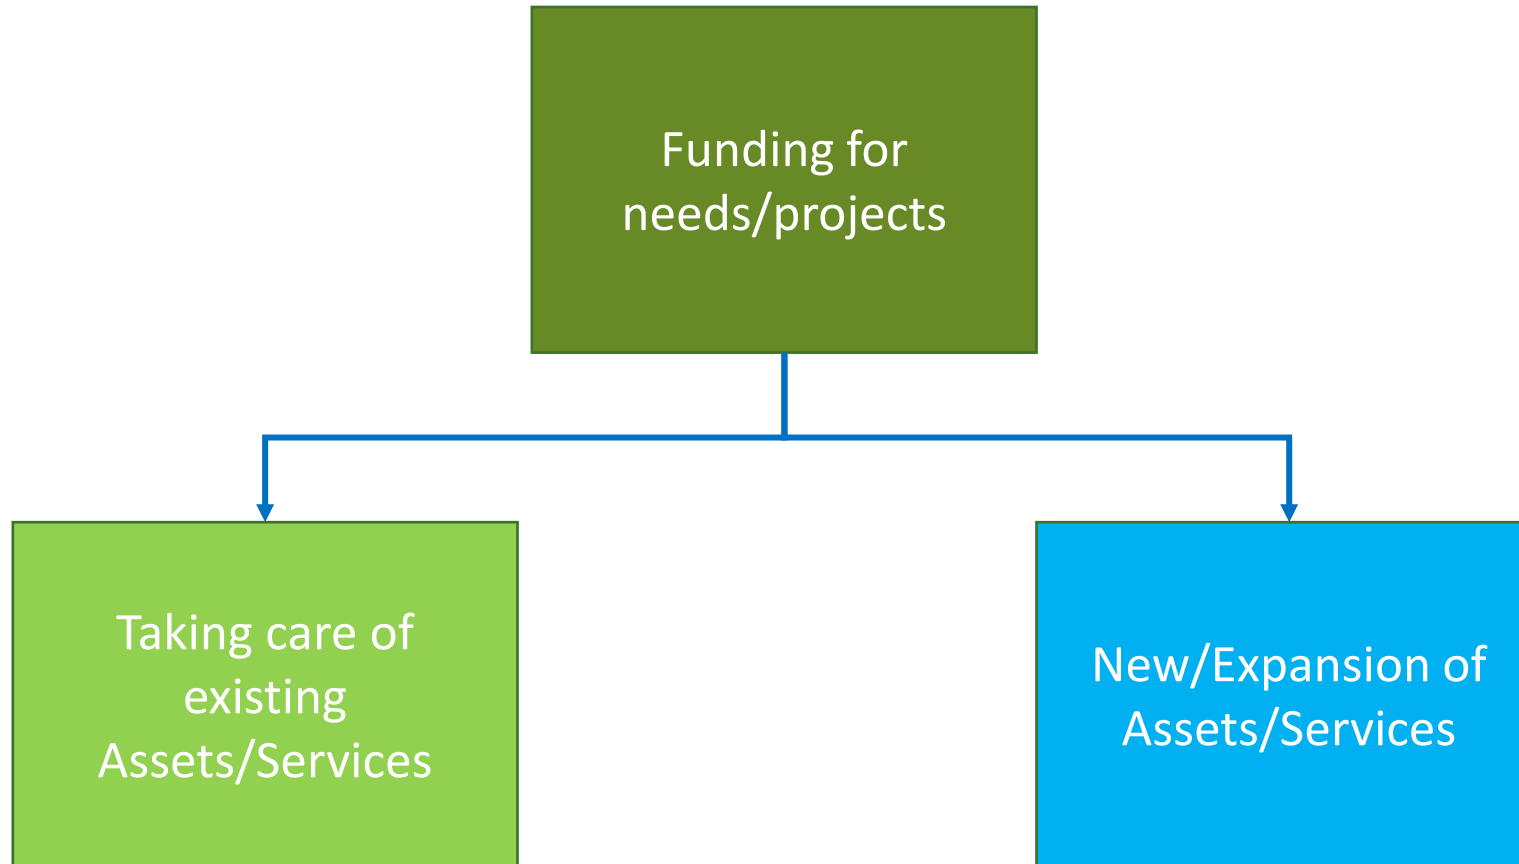 Funding for
needs/projects
Taking care of
existing
Assets/Services
New/Expansion of
Assets/Services